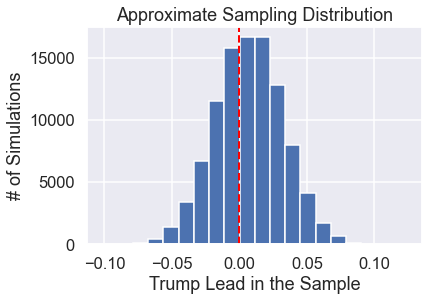 Approximate Sampling Distribution
# of Simulations
15000
10000
5000
0
−0.10 −0.05 0.00 0.05 0.10
Trump Lead in the Sample